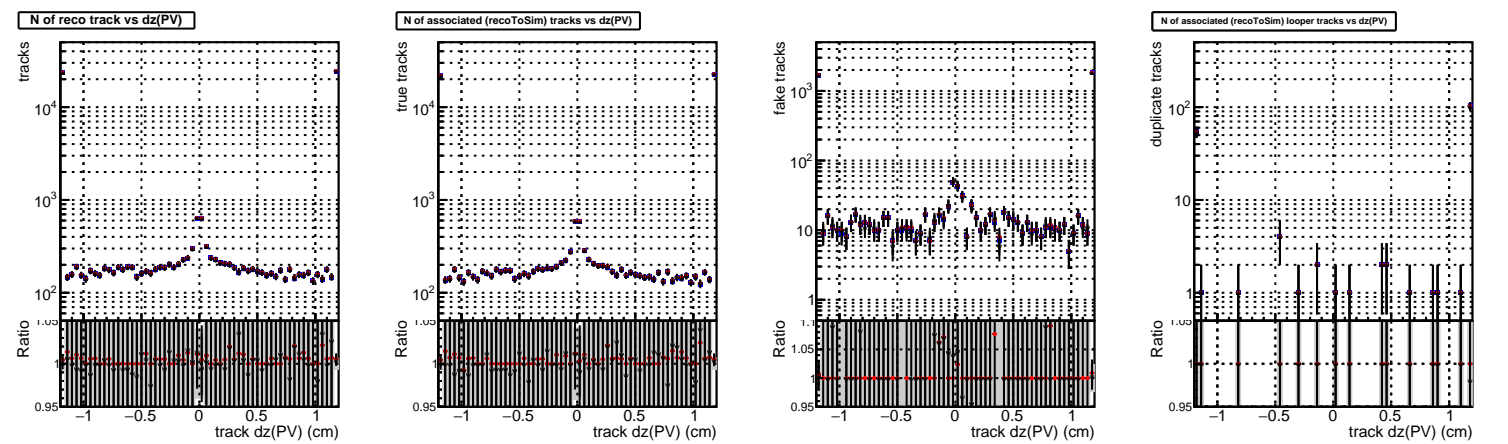 N of reco track vs dz(PV)
tracks
10^4
10^3
10^2
Ratio
1.05
1
0.95
−1 −0.5 0 0.5 1
track dz(PV) (cm)
N of associated (recoToSim) tracks vs dz(PV)
true tracks
10^4
10^3
10^2
Ratio
1.05
1
0.95
−1 −0.5 0 0.5 1
track dz(PV) (cm)
fake tracks
10^3
10^2
10
1
Ratio
1.1
1.05
1
0.95
−1 −0.5 0 0.5 1
track dz(PV) (cm)
N of associated (recoToSim) looper tracks vs dz(PV)
duplicate tracks
10^2
10
1
Ratio
1.05
1
0.95
−1 −0.5 0 0.5 1
track dz(PV) (cm)